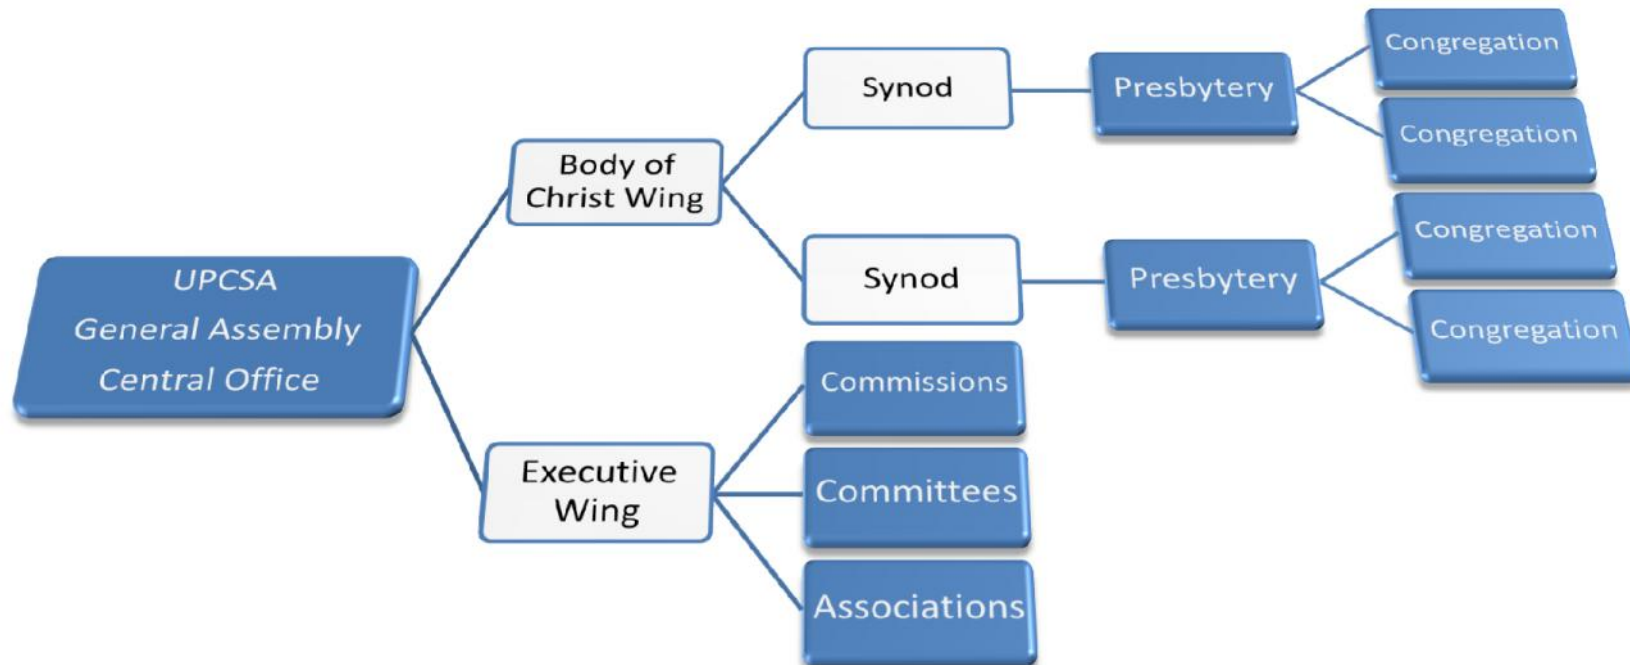 UPCSA
General Assembly
Central Office
Body of
Christ Wing
Synod
Presbytery
Congregation
Congregation
Synod
Presbytery
Congregation
Congregation
Executive
Wing
Commissions
Committees
Associations